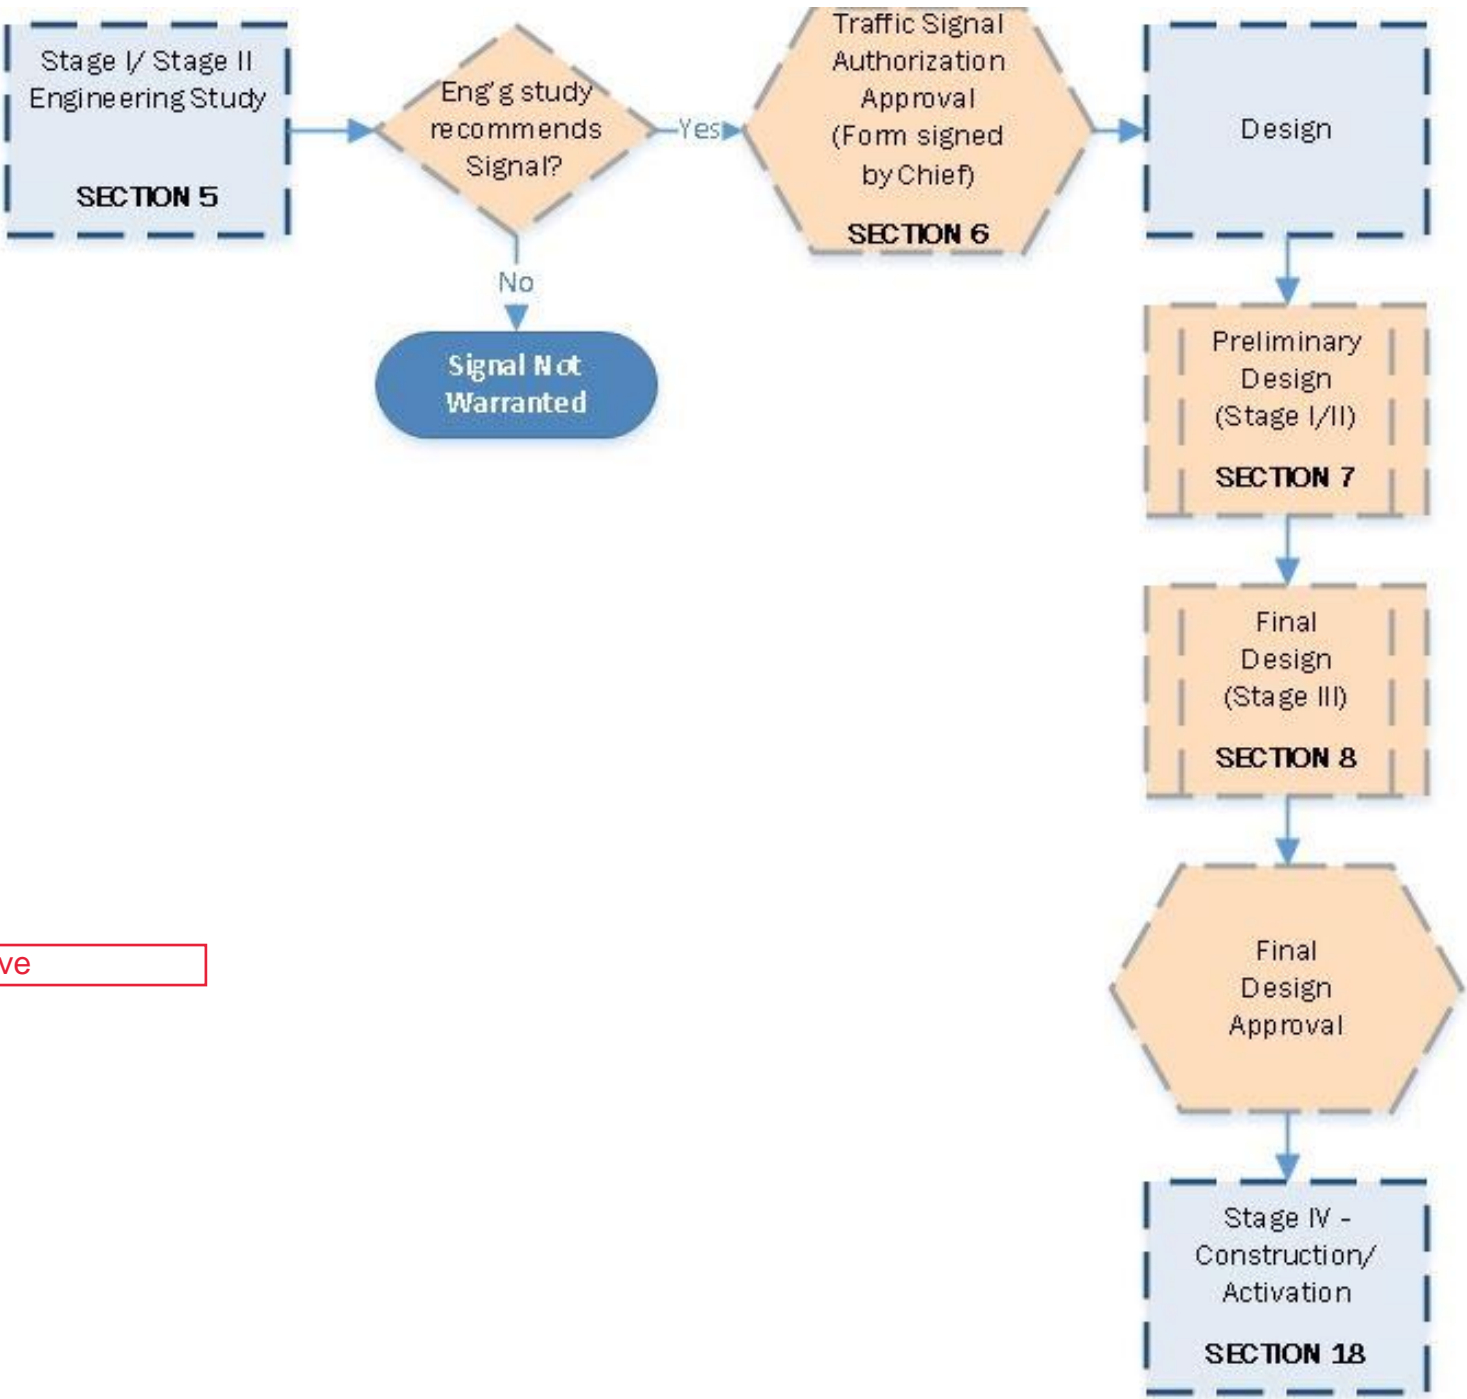 Stage I/ Stage II
Engineering Study
SECTION 5
Eng'g study
recommends
Signal?
Yes
No
Signal Not
Warranted
Traffic Signal
Authorization
Approval
(Form signed
by Chief)
SECTION 6
Design
Preliminary
Design
(Stage I/II)
SECTION 7
Final
Design
(Stage III)
SECTION 8
ve
Final
Design
Approval
Stage IV -
Construction/
Activation
SECTION 18